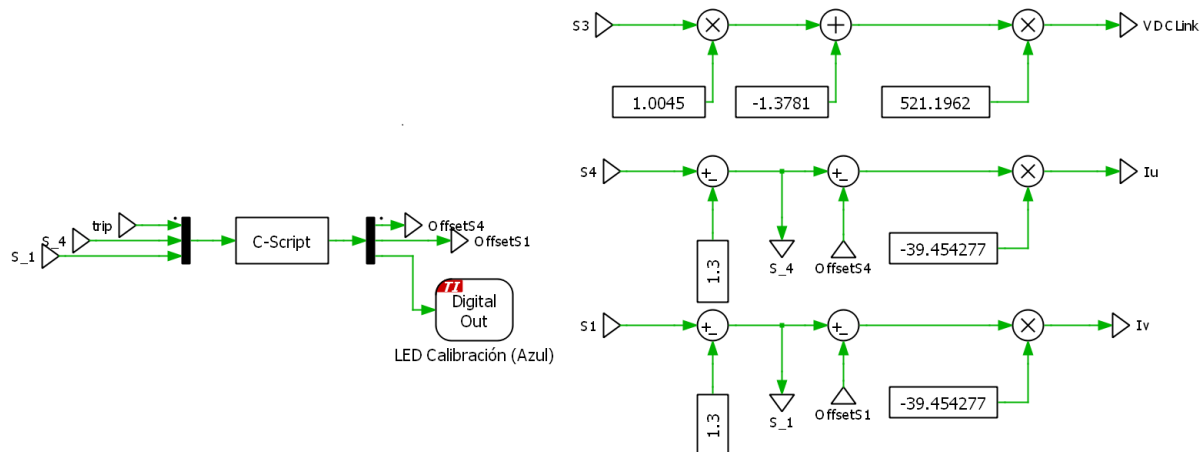 S3
VDCLink
1.0045
-1.3781
521.1962
S4
Iu
trip
S_4
S_1
C-Script
OffsetS4
OffsetS1
TI
Digital
Out
LED Calibración (Azul)
1.3
S_4
OffsetS4
-39.454277
S1
Iv
1.3
S_1
OffsetS1
-39.454277